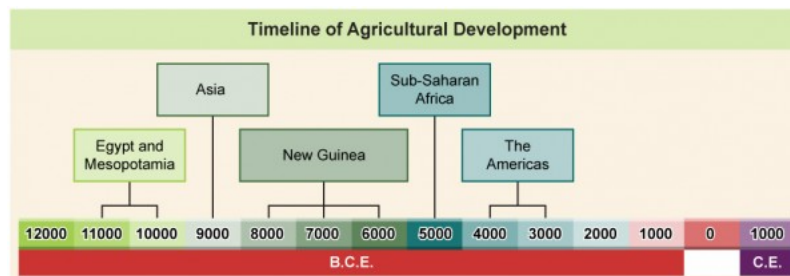 Timeline of Agricultural Development
Asia
Sub-Saharan
Africa
Egypt and
Mesopotamia
New Guinea
The
Americas
12000 11000 10000 9000 8000 7000 6000 5000 4000 3000 2000 1000 0 1000
B.C.E. C.E.